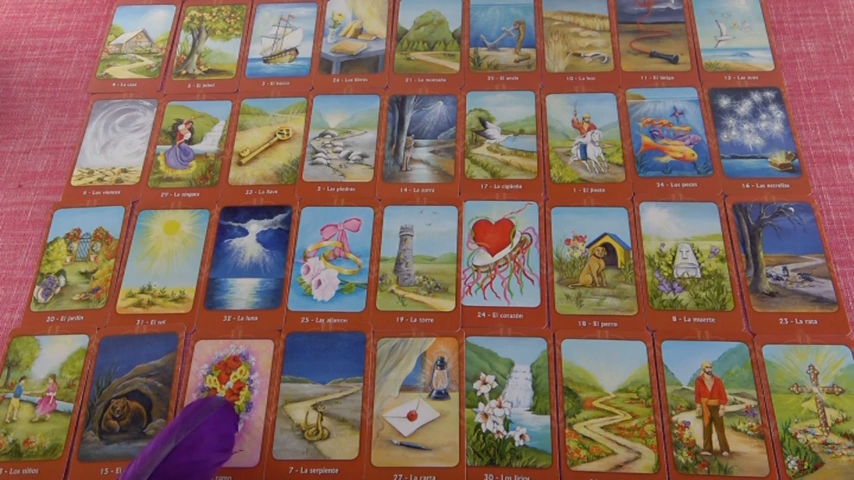 4 - La casa
5 - El árbol
3 - El barco
26 - Los libros
21 - La montaña
35 - El ancla
10 - La hoz
11 - El látigo
12 - Las aves
6 - Los vientos
29 - La zíngara
33 - La llave
2 - Las piedras
14 - La zorra
17 - La cigüeña
1 - El jinete
34 - Los peces
16 - Las estrellas
20 - El jardín
31 - El sol
32 - La luna
25 - Las alianzas
19 - La torre
24 - El corazón
18 - El perro
8 - La muerte
23 - La rata
- Los niños
15 - E
ramo
7 - La serpiente
27 - La carta
30 - Los lirios